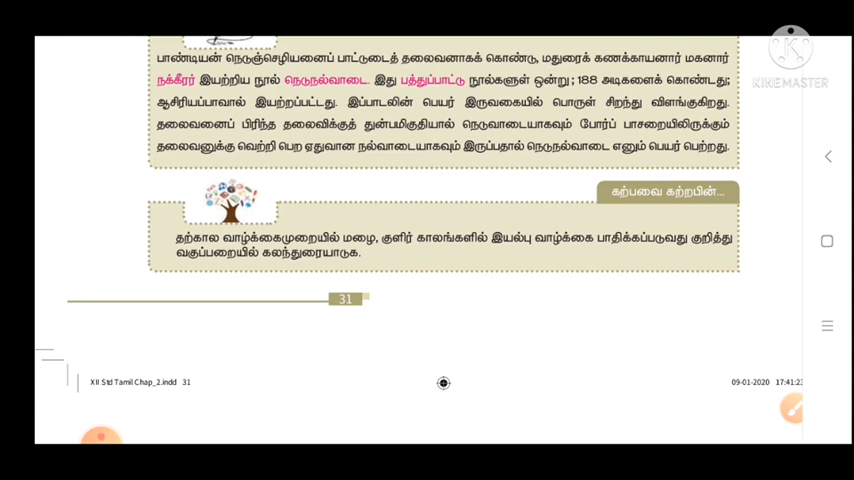 பாண்டியன் நெடுஞ்செழியனைப் பாட்டுடைத் தலைவனாகக் கொண்டு, மதுரைக் கணக்காயனார் மகனார்
நக்கீரர் இயற்றிய நூல் நெடுநல்வாடை. இது பத்துப்பாட்டு நூல்களுள் ஒன்று ; 188 அடிகளைக் கொண்டது;
ஆசிரியப்பாவால் இயற்றப்பட்டது. இப்பாடலின் பெயர் இருவகையில் பொருள் சிறந்து விளங்குகிறது.
தலைவனைப் பிரிந்த தலைவிக்குத் துன்பமிகுதியால் நெடுவாடையாகவும் போர்ப் பாசறையிலிருக்கும்
தலைவனுக்கு வெற்றி பெற ஏதுவான நல்வாடையாகவும் இருப்பதால் நெடுநல்வாடை எனும் பெயர் பெற்றது.
KINEMASTER
கற்பவை கற்றபின்...
தற்கால வாழ்க்கைமுறையில் மழை, குளிர் காலங்களில் இயல்பு வாழ்க்கை பாதிக்கப்படுவது குறித்து
வகுப்பறையில் கலந்துரையாடுக.
31
XII Std Tamil Chap_2.indd 31
09-01-2020 17:41:23